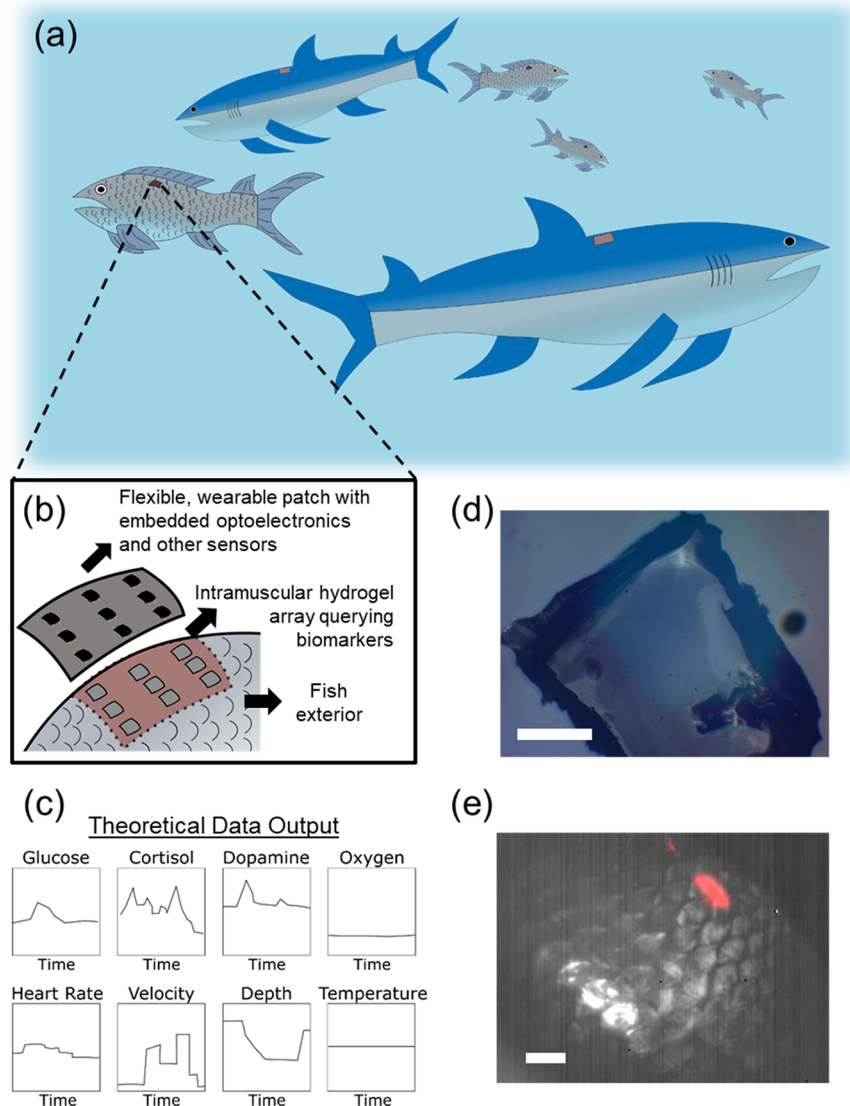 (a)
(b)
Flexible, wearable patch with
embedded optoelectronics
and other sensors
Intramuscular hydrogel
array querying
biomarkers
Fish
exterior
(c)
Theoretical Data Output
Glucose Cortisol Dopamine Oxygen
Time Time Time Time
Heart Rate Velocity Depth Temperature
Time Time Time Time
(d)
(e)